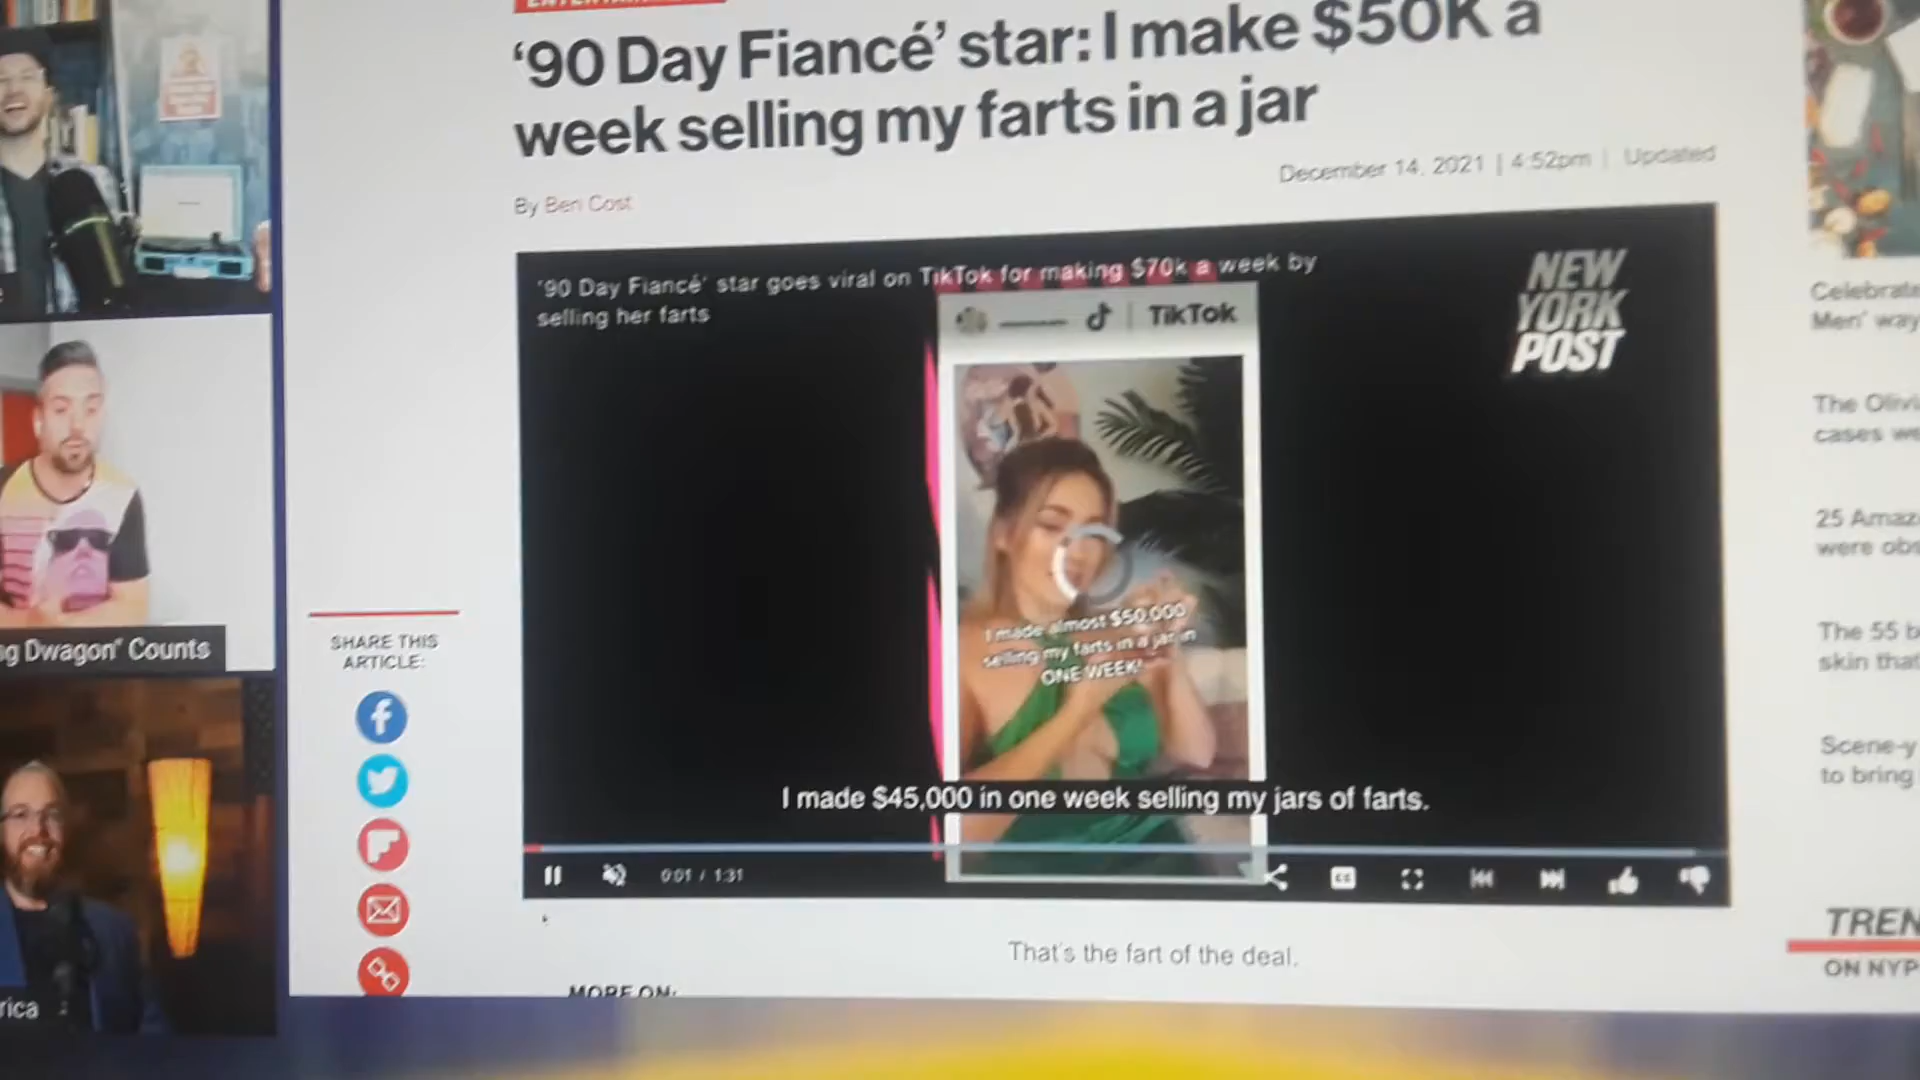 '90 Day Fiancé' star: I make $50K a
week selling my farts in a jar
December 14, 2021 | 4:52pm | Updated
By Ben Cost
'90 Day Fiancé' star goes viral on TikTok for making $70k a week by
selling her farts
TikTok
NEW
YORK
POST
I made almost $50,000
selling my farts in a jar in
ONE WEEK!
I made $45,000 in one week selling my jars of farts.
0:01 / 1:31
CC
That's the fart of the deal.
MORE ON:
SHARE THIS
ARTICLE:
Dwagon" Counts
Celebrate
Men' way
The Olivi
cases we
25 Amaz
were obs
The 55 b
skin that
Scene-y
to bring
TREN
ON NYP
rica